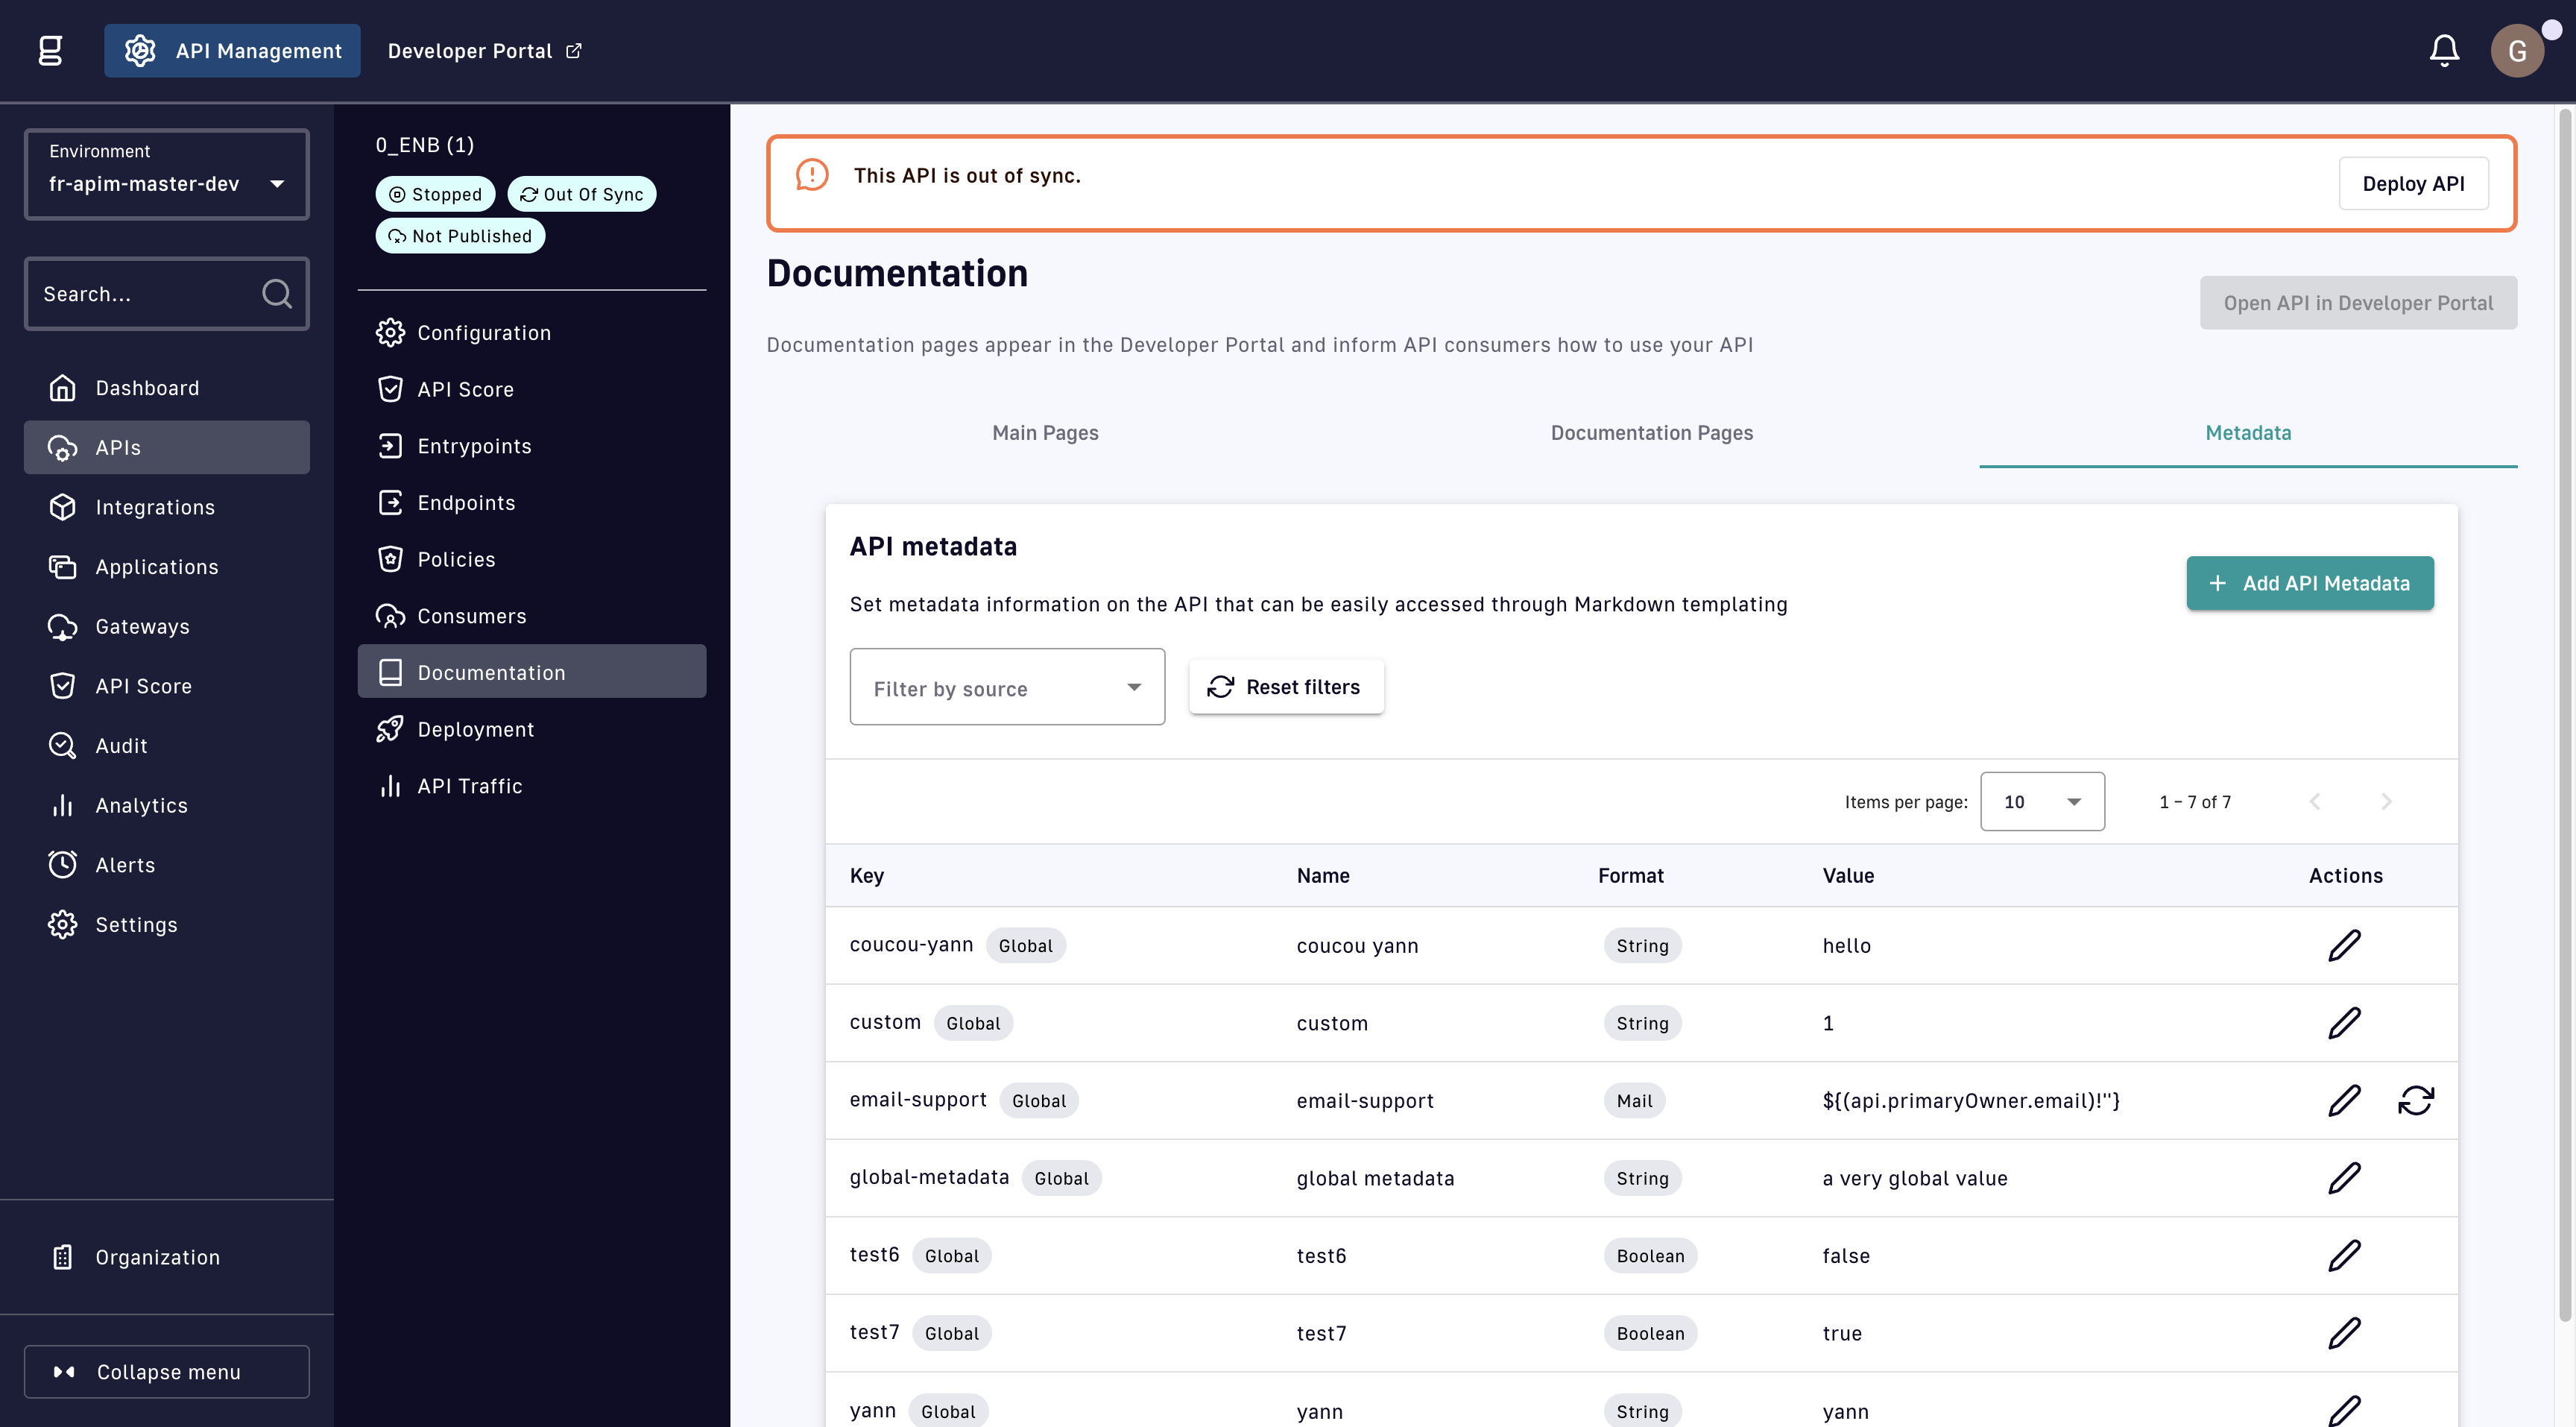 g API Management Developer Portal G
Environment
fr-apim-master-dev
Search...
Dashboard
APIs
Integrations
Applications
Gateways
API Score
Audit
Analytics
Alerts
Settings
Organization
Collapse menu
0_ENB (1)
Stopped Out Of Sync
Not Published
Configuration
API Score
Entrypoints
Endpoints
Policies
Consumers
Documentation
Deployment
API Traffic
This API is out of sync. Deploy API
Documentation
Open API in Developer Portal
Documentation pages appear in the Developer Portal and inform API consumers how to use your API
Main Pages Documentation Pages Metadata
API metadata
Add API Metadata
Set metadata information on the API that can be easily accessed through Markdown templating
Filter by source Reset filters
Items per page: 10 1 – 7 of 7
Key Name Format Value Actions
coucou-yann Global coucou yann String hello
custom Global custom String 1
email-support Global email-support Mail ${(api.primaryOwner.email)!''}
global-metadata Global global metadata String a very global value
test6 Global test6 Boolean false
test7 Global test7 Boolean true
yann Global yann String yann